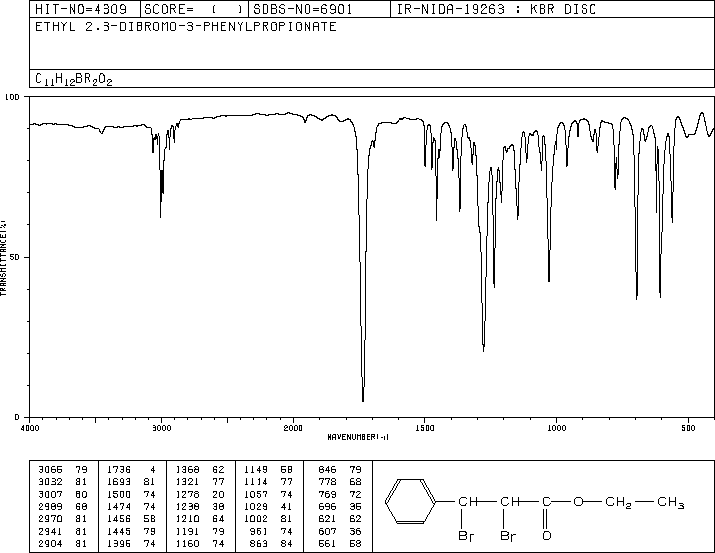 HIT-NO=4309 SCORE= ( ) SDBS-NO=6901 IR-NIDA-19263 : KBR DISC
ETHYL 2,3-DIBROMO-3-PHENYLPROPIONATE
C11H12BR2O2
100
50
0
TRANSMITTANCE(%)
4000 3000 2000 1500 1000 500
WAVENUMBER(-1)
3065 79 1736 4 1368 62 1149 58 846 79
3032 81 1693 81 1321 77 1114 77 778 68
3007 80 1500 74 1278 20 1057 74 769 72
2989 60 1474 74 1238 38 1029 41 696 35
2970 81 1456 58 1210 64 1002 81 621 62
2941 81 1445 79 1191 79 961 74 607 36
2904 81 1395 74 1160 74 863 84 561 58
CH CH C O CH2 CH3
Br Br O